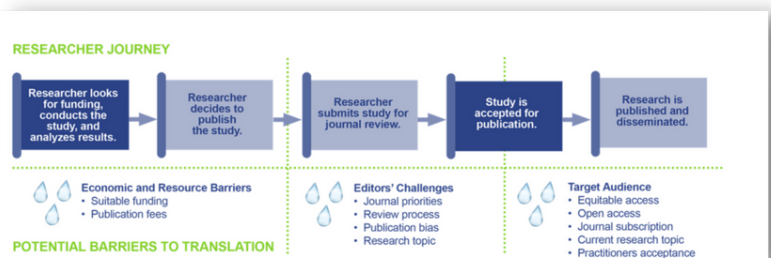 RESEARCHER JOURNEY
Researcher looks
for funding,
conducts the
study, and
analyzes results.
Researcher
decides to
publish
the study.
Researcher
submits study for
journal review.
Study is
accepted for
publication.
Research is
published and
disseminated.
Economic and Resource Barriers
• Suitable funding
• Publication fees
Editors' Challenges
• Journal priorities
• Review process
• Publication bias
• Research topic
Target Audience
• Equitable access
• Open access
• Journal subscription
• Current research topic
• Practitioners acceptance
POTENTIAL BARRIERS TO TRANSLATION